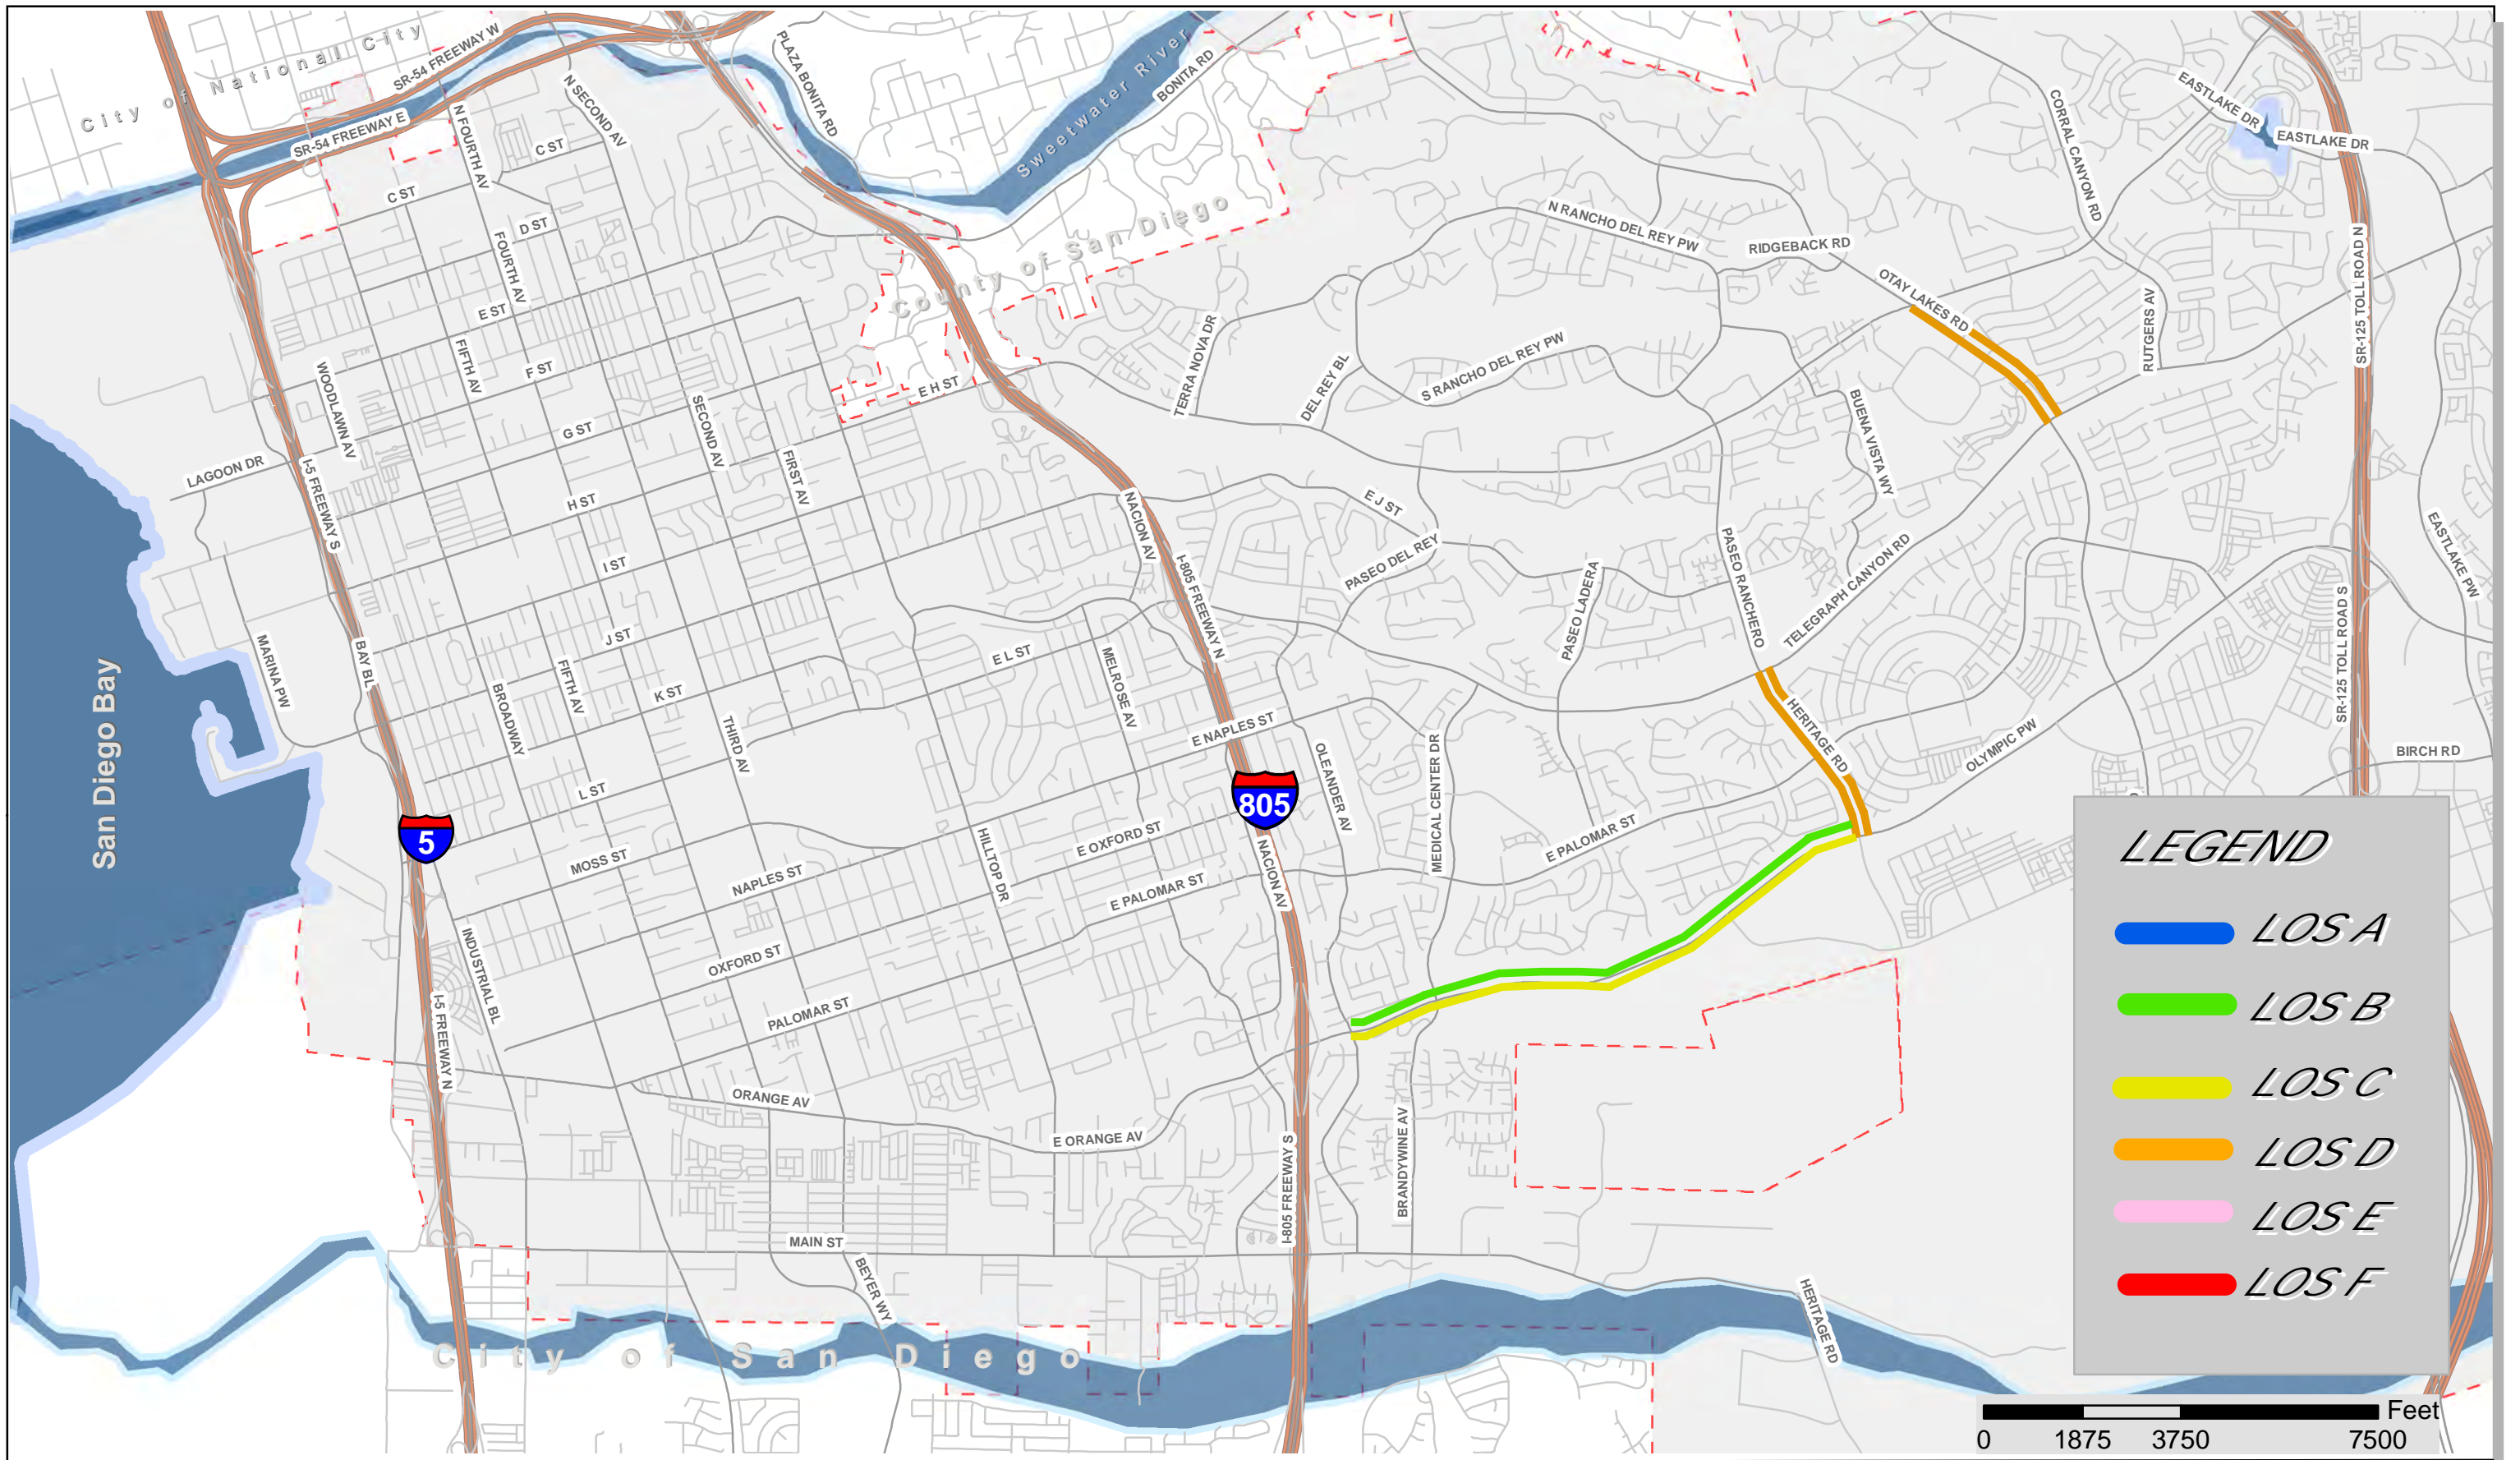 City of National City
SR-54 FREEWAY W
SR-54 FREEWAY E
N FOURTH AV
N SECOND AV
PLAZA BONITA RD
Sweetwater River
BONITA RD
CORRAL CANYON RD
EASTLAKE DR
EASTLAKE DR
C ST
C ST
D ST
FOURTH AV
County of San Diego
N RANCHO DEL REY PW
RIDGEBACK RD
OTAY LAKES RD
SR-125 TOLL ROAD N
E ST
FIFTH AV
F ST
WOODLAWN AV
E H ST
TERRA NOVA DR
DEL REY BL
S RANCHO DEL REY PW
RUTGERS AV
BUENA VISTA WY
G ST
SECOND AV
FIRST AV
LAGOON DR
I-5 FREEWAY S
H ST
NACION AV
E J ST
PASEO DEL REY
I ST
I-805 FREEWAY N
PASEO LADERA
PASEO RANCHERO
TELEGRAPH CANYON RD
EASTLAKE PW
J ST
MARINA PW
BAY BL
San Diego Bay
BROADWAY
FIFTH AV
K ST
THIRD AV
E L ST
MELROSE AV
E NAPLES ST
OLEANDER AV
MEDICAL CENTER DR
HERITAGE RD
OLYMPIC PW
SR-125 TOLL ROAD S
BIRCH RD
L ST
5
805
MOSS ST
NAPLES ST
HILLTOP DR
E OXFORD ST
E PALOMAR ST
NACION AV
E PALOMAR ST
INDUSTRIAL BL
OXFORD ST
PALOMAR ST
I-5 FREEWAY N
ORANGE AV
E ORANGE AV
I-805 FREEWAY S
BRANDYWINE AV
MAIN ST
BEYER WY
HERITAGE RD
City of San Diego
LEGEND
LOS A
LOS B
LOS C
LOS D
LOS E
LOS F
Feet
0 1875 3750 7500